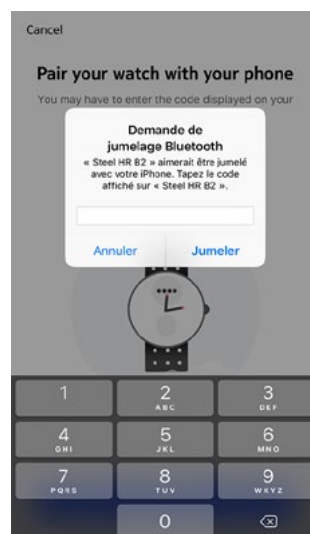 Cancel
Pair your watch with your phone
You may have to enter the code displayed on your
Demande de
jumelage Bluetooth
« Steel HR B2 » aimerait être jumelé
avec votre iPhone. Tapez le code
affiché sur « Steel HR B2 ».
Annuler Jumeler
1 2 3
ABC DEF
4 5 6
GHI JKL MNO
7 8 9
PQRS TUV WXYZ
0